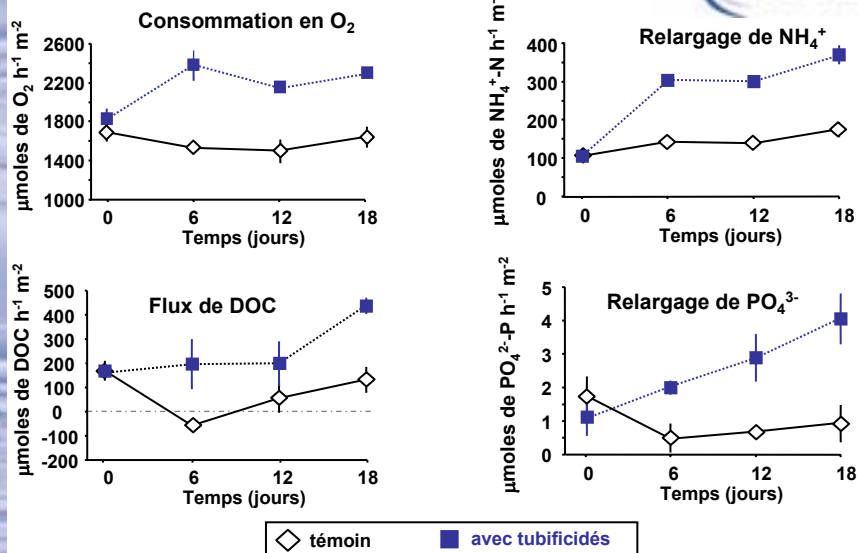 Consommation en O₂
µmoles de O₂ h⁻¹ m⁻²
2600
2200
1800
1400
1000
0 6 12 18
Temps (jours)
Relargage de NH₄⁺
µmoles de NH₄⁺-N h⁻¹ m⁻²
400
300
200
100
0
0 6 12 18
Temps (jours)
Flux de DOC
µmoles de DOC h⁻¹ m⁻²
500
400
300
200
100
0
-100
-200
0 6 12 18
Temps (jours)
Relargage de PO₄³⁻
µmoles de PO₄²⁻-P h⁻¹ m⁻²
5
4
3
2
1
0
0 6 12 18
Temps (jours)
témoin avec tubificidés